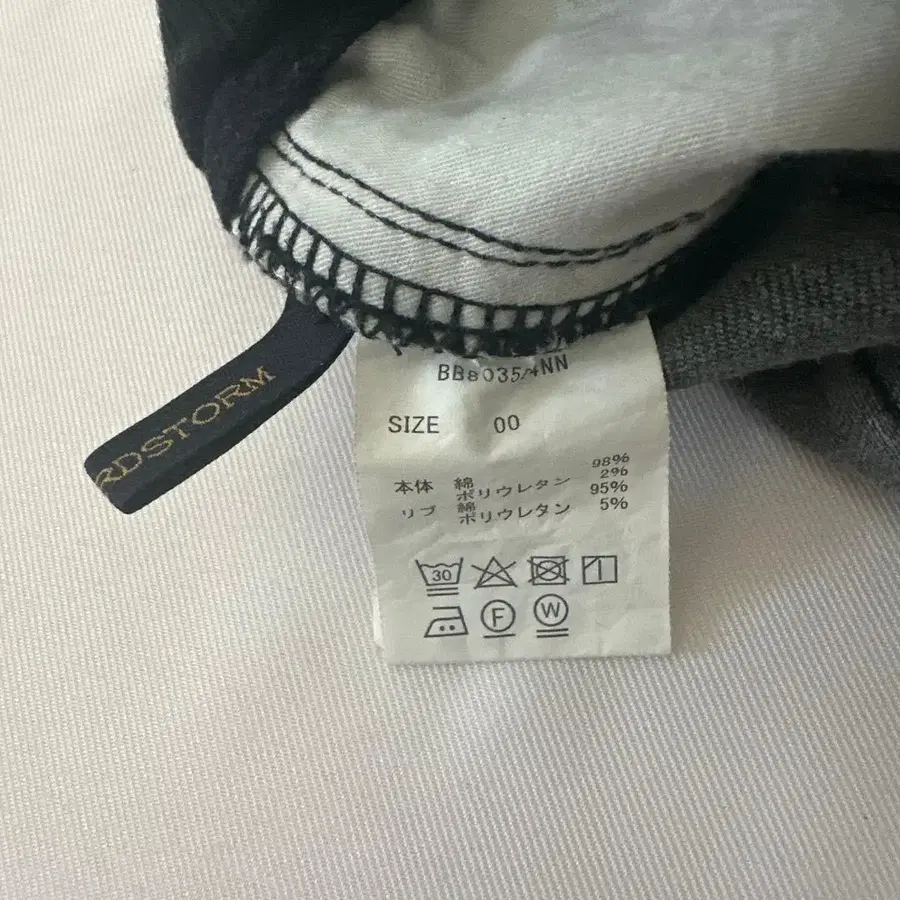 BB8035/4NN
SIZE 00
本体 綿 98%
ポリウレタン 2%
リブ 綿 95%
ポリウレタン 5%
30
F W
RDSTORM